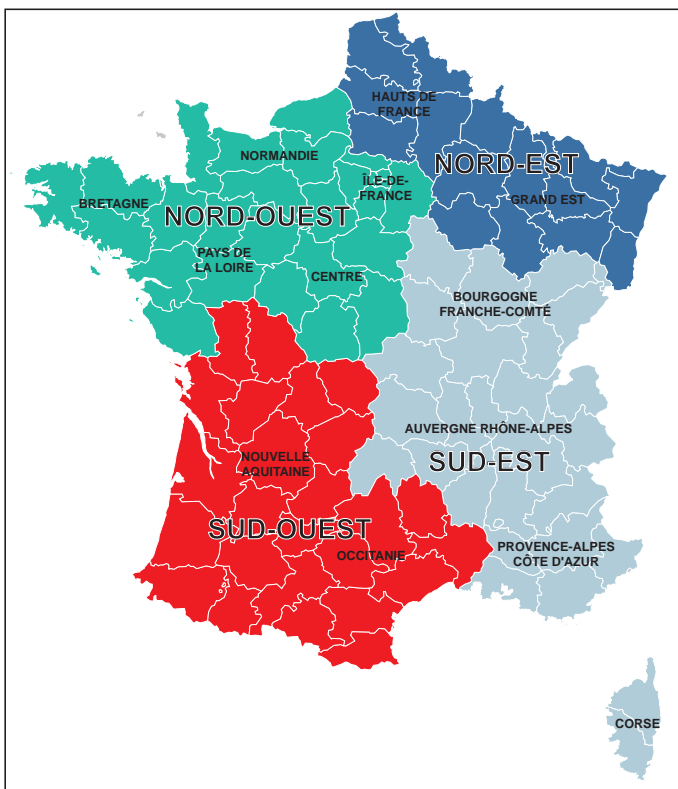 HAUTS DE
FRANCE
NORMANDIE
NORD-EST
ÎLE-DE-
FRANCE
GRAND EST
BRETAGNE
NORD-OUEST
PAYS DE
LA LOIRE
CENTRE
BOURGOGNE
FRANCHE-COMTÉ
AUVERGNE RHÔNE-ALPES
NOUVELLE
AQUITAINE
SUD-EST
SUD-OUEST
OCCITANIE
PROVENCE-ALPES
CÔTE D'AZUR
CORSE